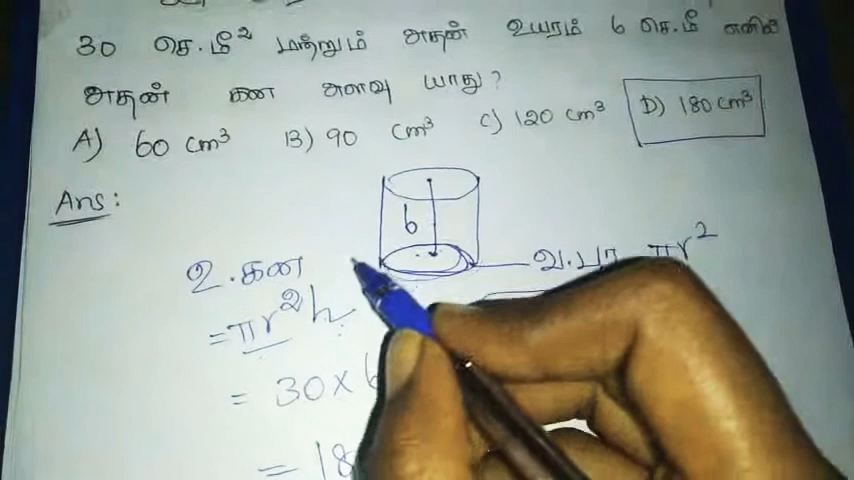 30 செ.மீ² மற்றும் அதன் உயரம் 6 செ.மீ எனில்
அதன் கன அளவு யாது?
A) 60 cm³ B) 90 cm³ C) 120 cm³ D) 180 cm³
Ans:
6
உ.கன வ.பர πr²
= πr²h
= 30 × 6
= 18